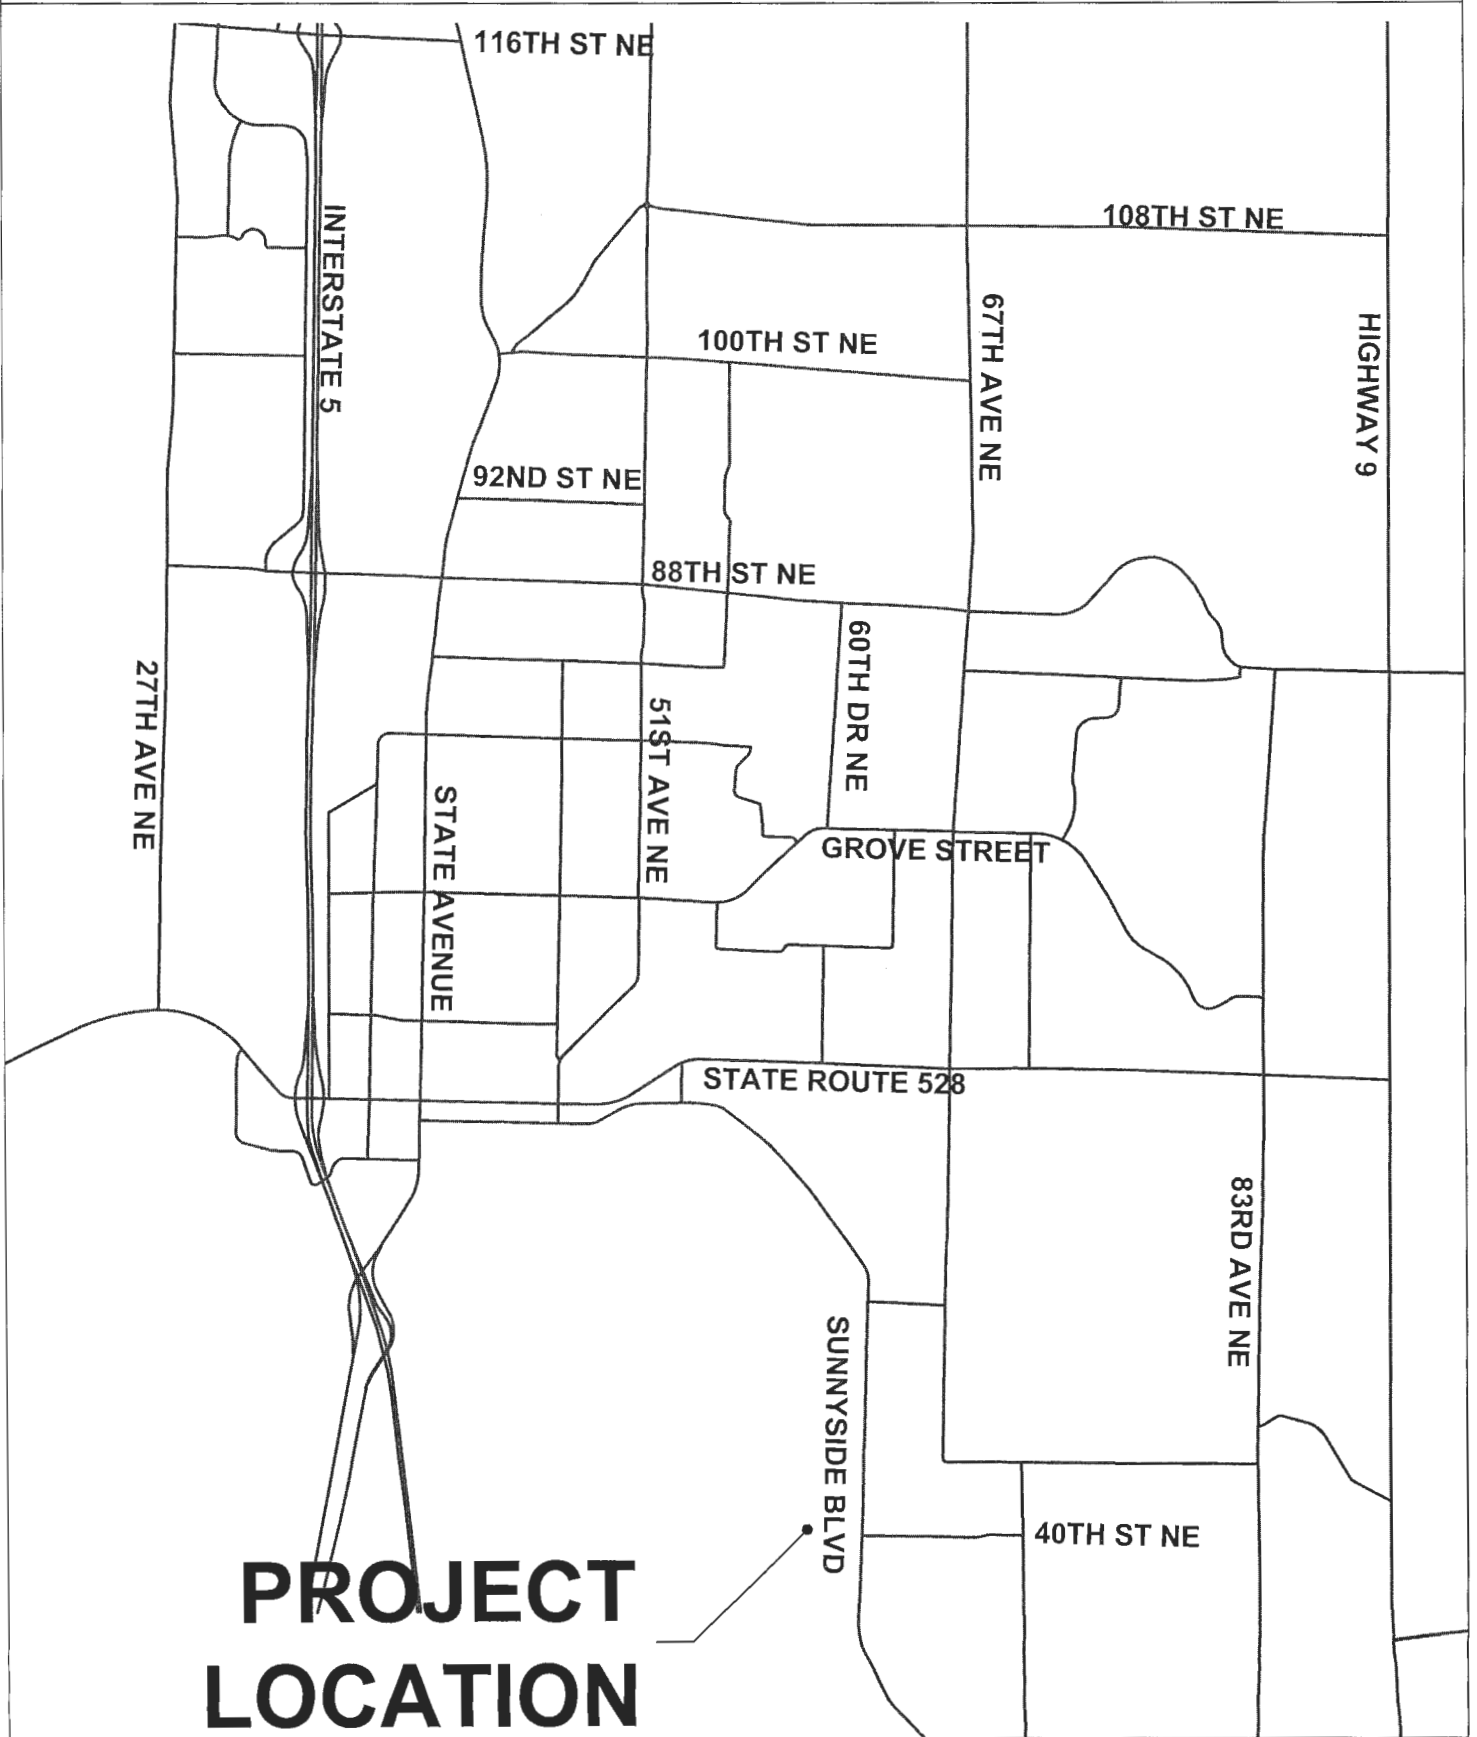 116TH ST NE
108TH ST NE
INTERSTATE 5
67TH AVE NE
HIGHWAY 9
100TH ST NE
92ND ST NE
88TH ST NE
60TH DR NE
27TH AVE NE
51ST AVE NE
STATE AVENUE
GROVE STREET
STATE ROUTE 528
83RD AVE NE
SUNNYSIDE BLVD
40TH ST NE
PROJECT
LOCATION